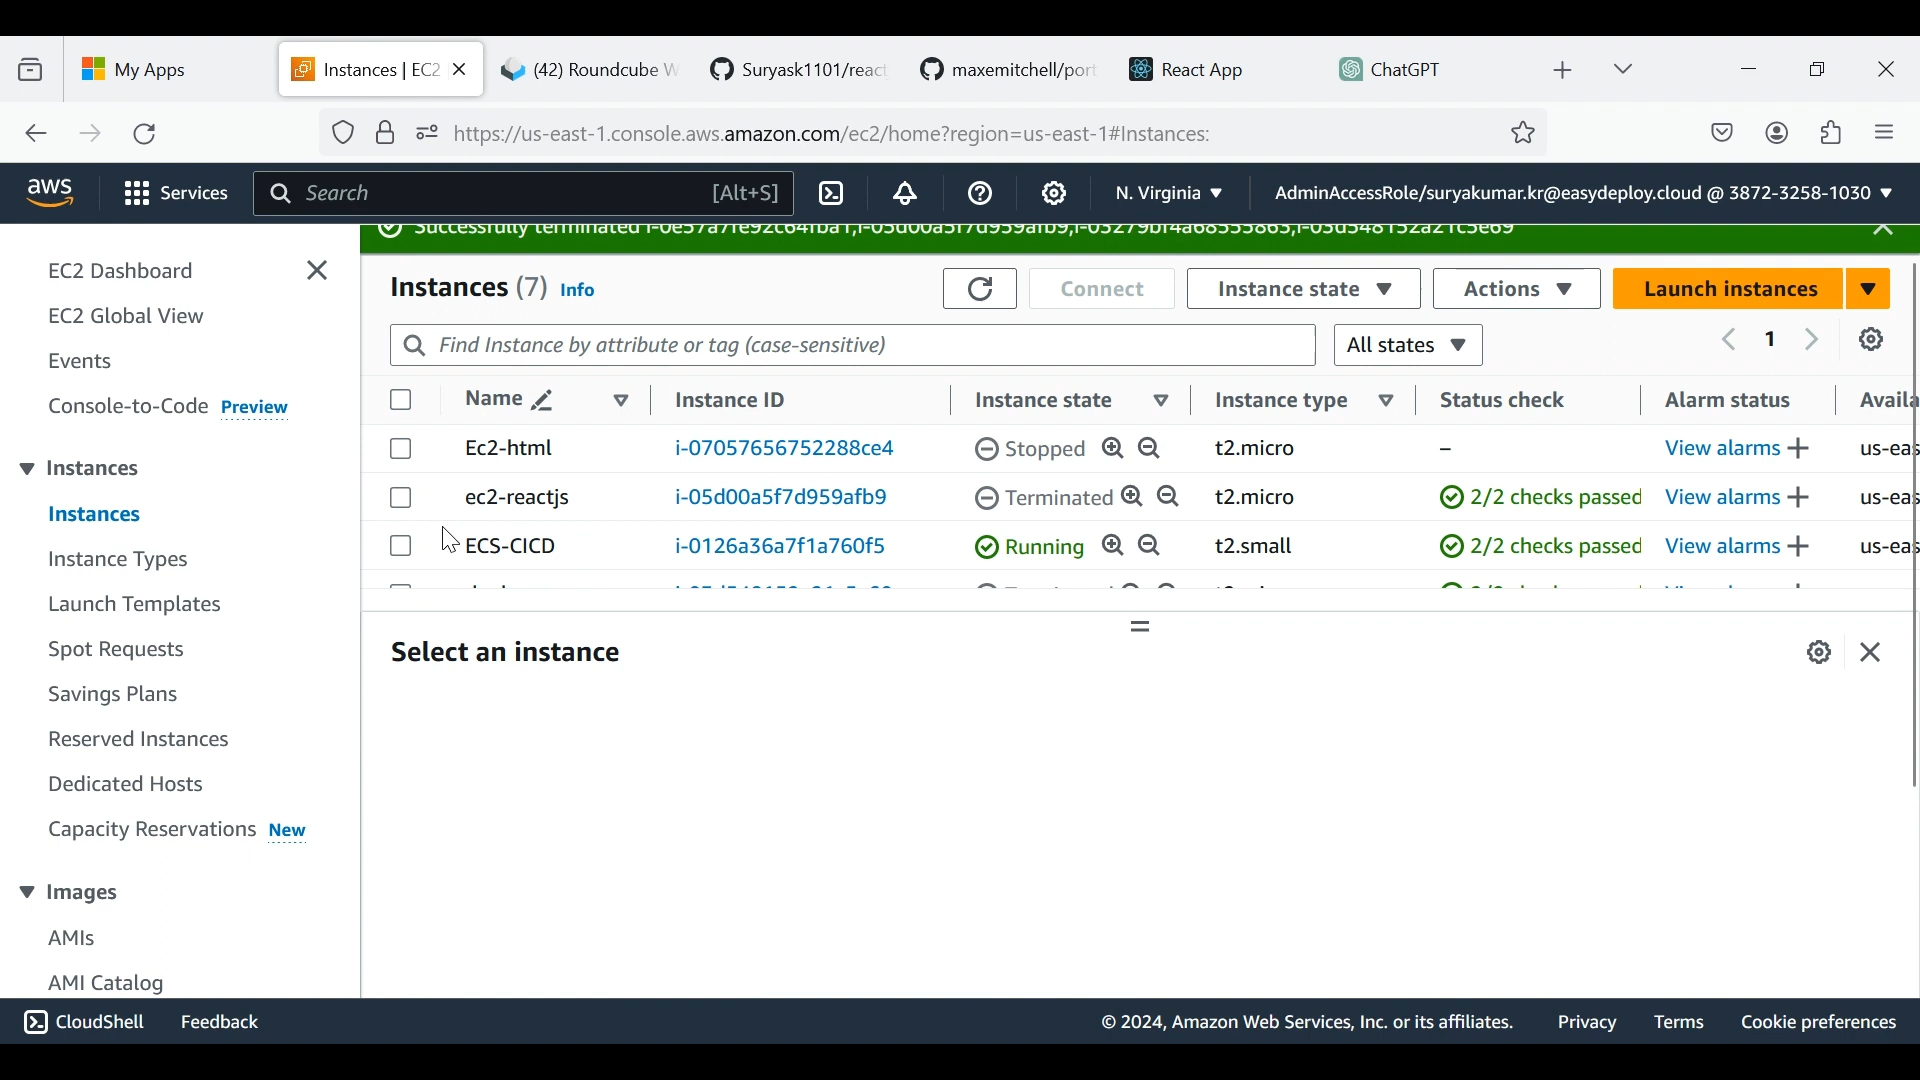 My Apps
Instances | EC2
(42) Roundcube W
Suryask1101/react
maxemitchell/port
React App
ChatGPT
https://us-east-1.console.aws.amazon.com/ec2/home?region=us-east-1#Instances:
aws
Services
Search
[Alt+S]
N. Virginia
AdminAccessRole/suryakumar.kr@easydeploy.cloud @ 3872-3258-1030
Successfully terminated
EC2 Dashboard
EC2 Global View
Events
Console-to-Code Preview
Instances
Instances
Instance Types
Launch Templates
Spot Requests
Savings Plans
Reserved Instances
Dedicated Hosts
Capacity Reservations New
Images
AMIs
AMI Catalog
Instances (7) Info
Connect
Instance state
Actions
Launch instances
Find Instance by attribute or tag (case-sensitive)
All states
1
Name Instance ID Instance state Instance type Status check Alarm status Availa
Ec2-html i-07057656752288ce4 Stopped t2.micro – View alarms + us-eas
ec2-reactjs i-05d00a5f7d959afb9 Terminated t2.micro 2/2 checks passed View alarms + us-eas
ECS-CICD i-0126a36a7f1a760f5 Running t2.small 2/2 checks passed View alarms + us-eas
Select an instance
CloudShell
Feedback
© 2024, Amazon Web Services, Inc. or its affiliates.
Privacy
Terms
Cookie preferences